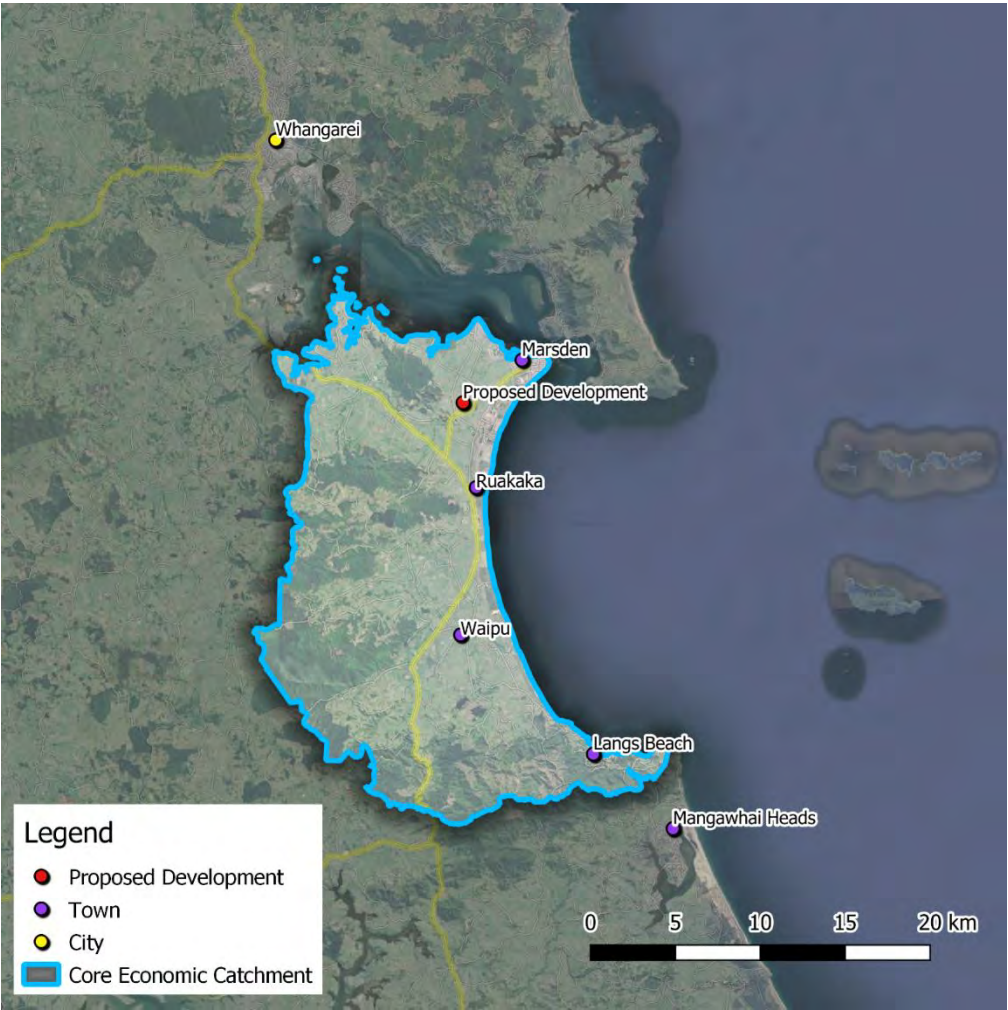 Whangarei
Marsden
Proposed Development
Ruakaka
Waipu
Langs Beach
Mangawhai Heads
Legend
Proposed Development
Town
City
Core Economic Catchment
0 5 10 15 20 km